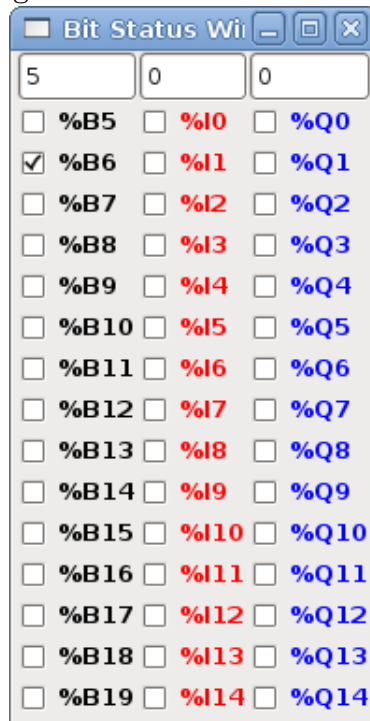 Bit Status Wi
5 0 0
%B5 %I0 %Q0
%B6 %I1 %Q1
%B7 %I2 %Q2
%B8 %I3 %Q3
%B9 %I4 %Q4
%B10 %I5 %Q5
%B11 %I6 %Q6
%B12 %I7 %Q7
%B13 %I8 %Q8
%B14 %I9 %Q9
%B15 %I10 %Q10
%B16 %I11 %Q11
%B17 %I12 %Q12
%B18 %I13 %Q13
%B19 %I14 %Q14